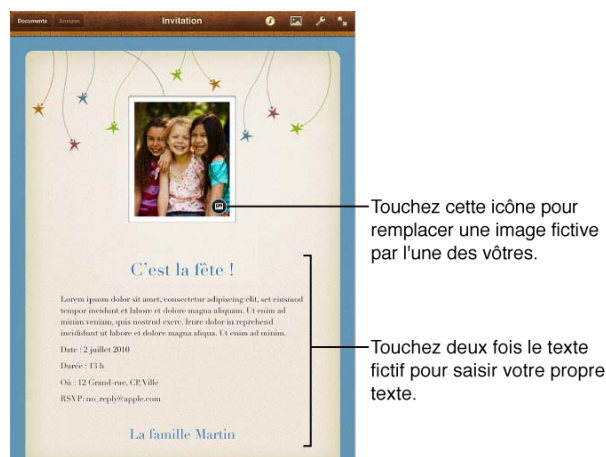 Documents Annuler Invitation
Touchez cette icône pour
remplacer une image fictive
par l'une des vôtres.
C'est la fête !
Lorem ipsum dolor sit amet, consectetur adipiscing elit, set eiusmod
tempor incidunt et labore et dolore magna aliquam. Ut enim ad
minim veniam, quis nostrud exerc. Irure dolor in reprehend
incididunt ut labore et dolore magna aliqua. Ut enim ad minim.
Date : 2 juillet 2010
Durée : 13 h
Où : 12 Grand-rue, CP, Ville
RSVP: no_reply@apple.com
La famille Martin
Touchez deux fois le texte
fictif pour saisir votre propre
texte.